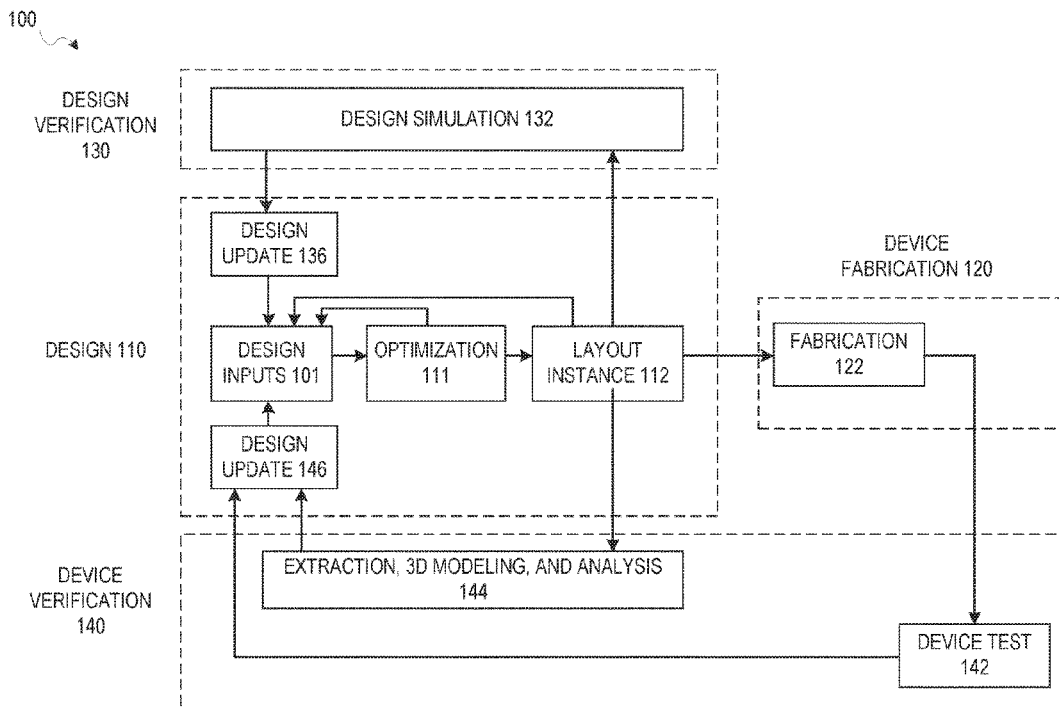 100
DESIGN
VERIFICATION
130
DESIGN SIMULATION 132
DESIGN
UPDATE 136
DEVICE
FABRICATION 120
DESIGN 110
DESIGN
INPUTS 101
OPTIMIZATION
111
LAYOUT
INSTANCE 112
FABRICATION
122
DESIGN
UPDATE 146
DEVICE
VERIFICATION
140
EXTRACTION, 3D MODELING, AND ANALYSIS
144
DEVICE TEST
142